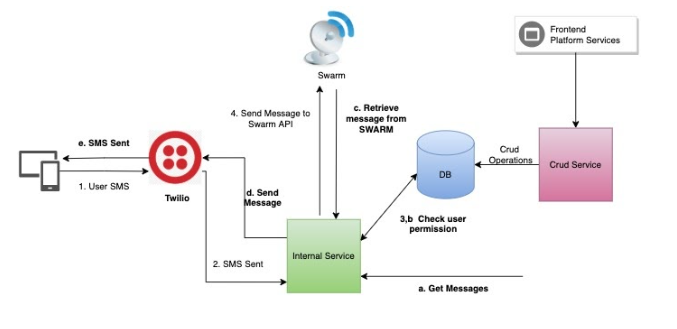 Frontend
Platform Services
Swarm
4. Send Message to
Swarm API
c. Retrieve
message from
SWARM
e. SMS Sent
1. User SMS
Twilio
d. Send
Message
DB
Crud
Operations
Crud Service
3,b Check user
permission
2. SMS Sent
Internal Service
a. Get Messages